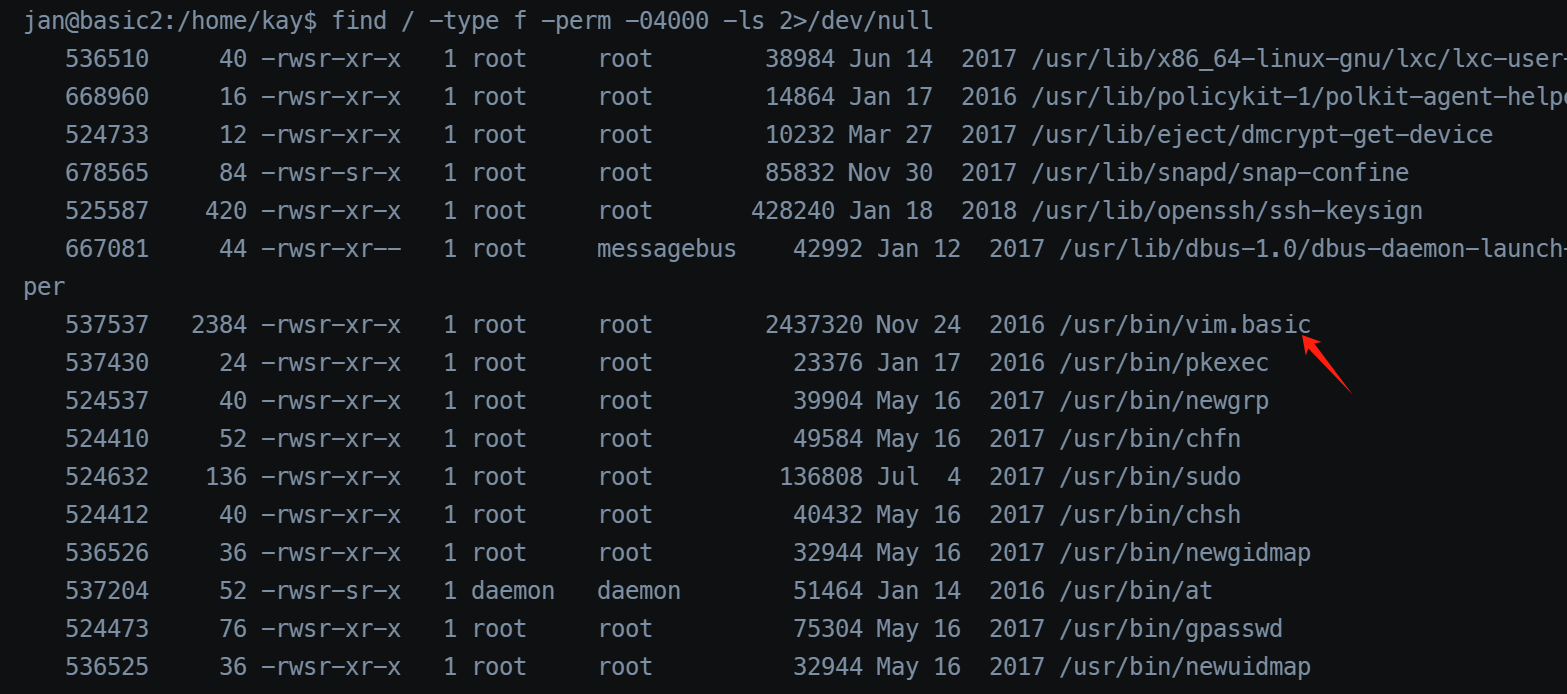 jan@basic2:/home/kay$ find / -type f -perm -04000 -ls 2>/dev/null
536510     40 -rwsr-xr-x   1 root     root        38984 Jun 14  2017 /usr/lib/x86_64-linux-gnu/lxc/lxc-user-
668960     16 -rwsr-xr-x   1 root     root        14864 Jan 17  2016 /usr/lib/policykit-1/polkit-agent-helpe
524733     12 -rwsr-xr-x   1 root     root        10232 Mar 27  2017 /usr/lib/eject/dmcrypt-get-device
678565     84 -rwsr-sr-x   1 root     root        85832 Nov 30  2017 /usr/lib/snapd/snap-confine
525587    420 -rwsr-xr-x   1 root     root       428240 Jan 18  2018 /usr/lib/openssh/ssh-keysign
667081     44 -rwsr-xr--   1 root     messagebus    42992 Jan 12  2017 /usr/lib/dbus-1.0/dbus-daemon-launch-
per
537537   2384 -rwsr-xr-x   1 root     root        2437320 Nov 24  2016 /usr/bin/vim.basic
537430     24 -rwsr-xr-x   1 root     root          23376 Jan 17  2016 /usr/bin/pkexec
524537     40 -rwsr-xr-x   1 root     root          39904 May 16  2017 /usr/bin/newgrp
524410     52 -rwsr-xr-x   1 root     root          49584 May 16  2017 /usr/bin/chfn
524632    136 -rwsr-xr-x   1 root     root         136808 Jul  4  2017 /usr/bin/sudo
524412     40 -rwsr-xr-x   1 root     root          40432 May 16  2017 /usr/bin/chsh
536526     36 -rwsr-xr-x   1 root     root          32944 May 16  2017 /usr/bin/newgidmap
537204     52 -rwsr-sr-x   1 daemon   daemon        51464 Jan 14  2016 /usr/bin/at
524473     76 -rwsr-xr-x   1 root     root          75304 May 16  2017 /usr/bin/gpasswd
536525     36 -rwsr-xr-x   1 root     root          32944 May 16  2017 /usr/bin/newuidmap